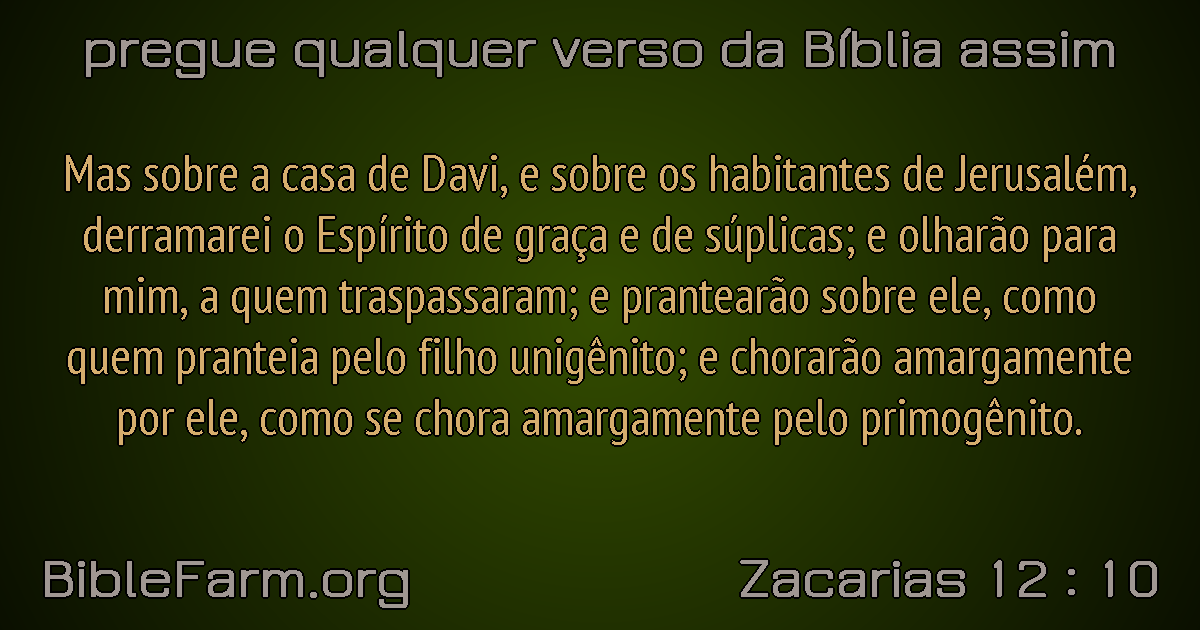 pregue qualquer verso da Bíblia assim
Mas sobre a casa de Davi, e sobre os habitantes de Jerusalém,
derramarei o Espírito de graça e de súplicas; e olharão para
mim, a quem traspassaram; e prantearão sobre ele, como
quem pranteia pelo filho unigênito; e chorarão amargamente
por ele, como se chora amargamente pelo primogênito.
BibleFarm.org
Zacarias 12 : 10